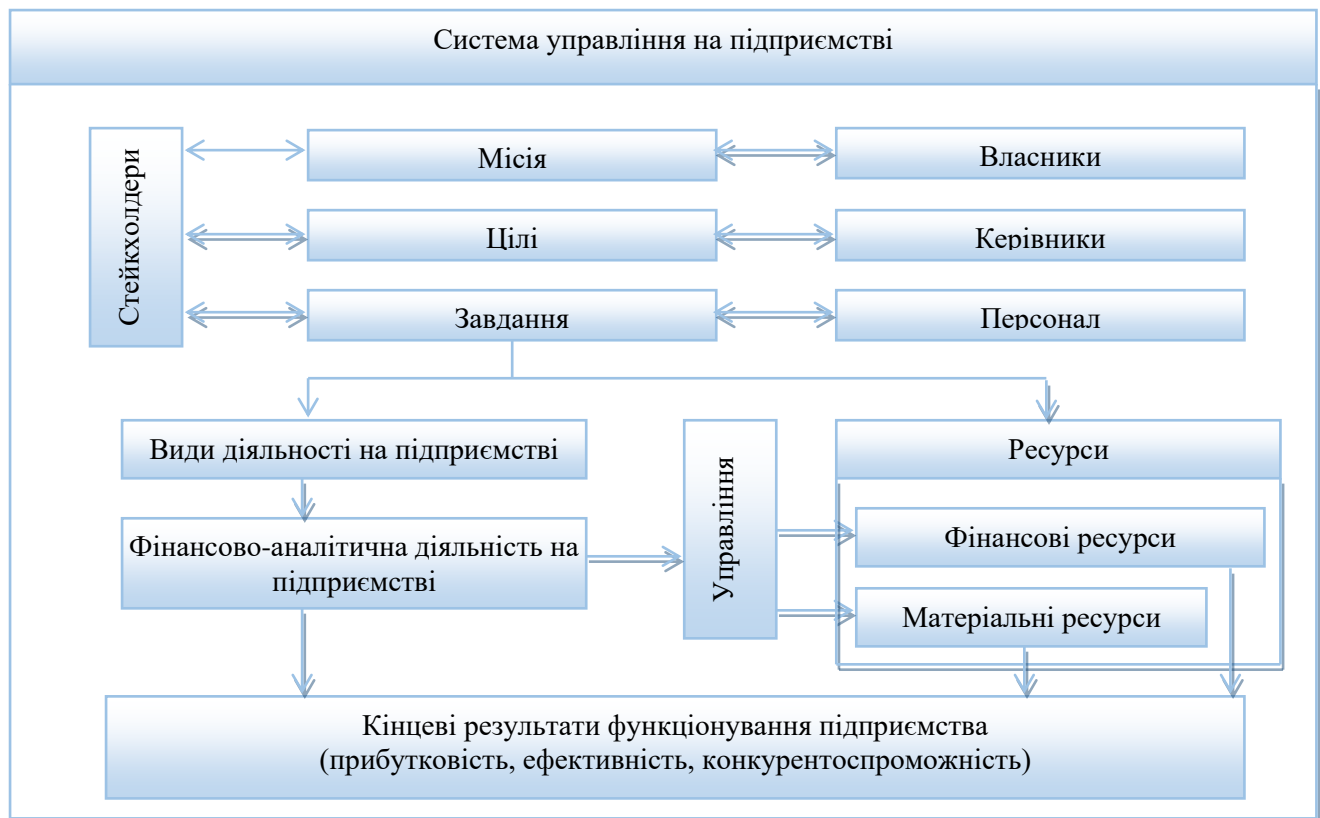 Система управління на підприємстві
Стейкхолдери
Місія
Власники
Цілі
Керівники
Завдання
Персонал
Види діяльності на підприємстві
Управління
Ресурси
Фінансово-аналітична діяльність на
підприємстві
Фінансові ресурси
Матеріальні ресурси
Кінцеві результати функціонування підприємства
(прибутковість, ефективність, конкурентоспроможність)